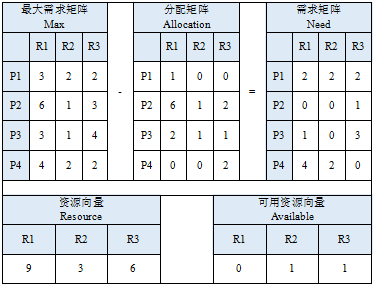 最大需求矩阵 分配矩阵 需求矩阵
Max Allocation Need
R1 R2 R3 R1 R2 R3 R1 R2 R3
P1 3 2 2 P1 1 0 0 P1 2 2 2
P2 6 1 3 - P2 6 1 2 = P2 0 0 1
P3 3 1 4 P3 2 1 1 P3 1 0 3
P4 4 2 2 P4 0 0 2 P4 4 2 0
资源向量 可用资源向量
Resource Available
R1 R2 R3 R1 R2 R3
9 3 6 0 1 1